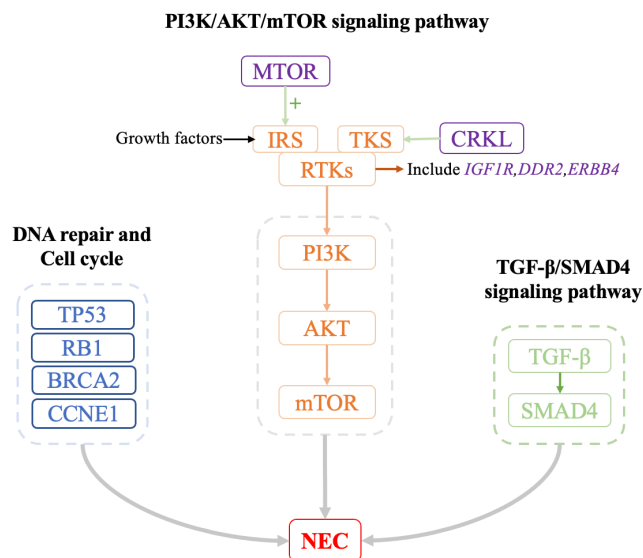 PI3K/AKT/mTOR signaling pathway
MTOR
+
Growth factors
IRS
TKS
CRKL
RTKs
Include IGF1R,DDR2,ERBB4
DNA repair and
Cell cycle
TP53
RB1
BRCA2
CCNE1
PI3K
AKT
mTOR
TGF-β/SMAD4
signaling pathway
TGF-β
SMAD4
NEC